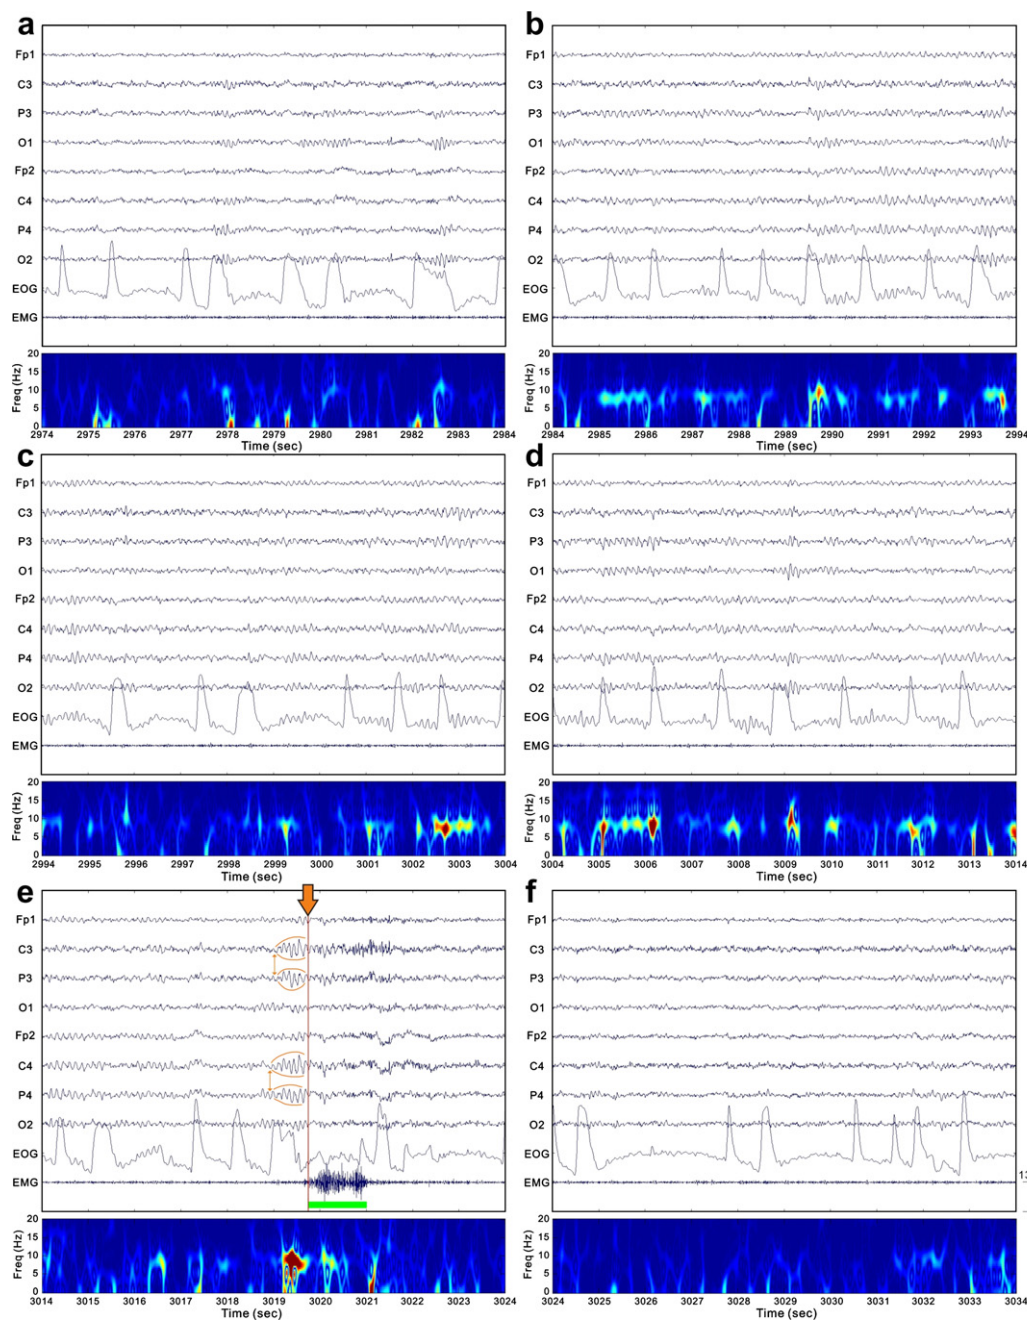 a
Fp1
C3
P3
O1
Fp2
C4
P4
O2
EOG
EMG
20
15
10
5
0
Freq (Hz)
2974 2975 2976 2977 2978 2979 2980 2981 2982 2983 2984
Time (sec)
b
Fp1
C3
P3
O1
Fp2
C4
P4
O2
EOG
EMG
20
15
10
5
0
Freq (Hz)
2984 2985 2986 2987 2988 2989 2990 2991 2992 2993 2994
Time (sec)
c
Fp1
C3
P3
O1
Fp2
C4
P4
O2
EOG
EMG
20
15
10
5
0
Freq (Hz)
2994 2995 2996 2997 2998 2999 3000 3001 3002 3003 3004
Time (sec)
d
Fp1
C3
P3
O1
Fp2
C4
P4
O2
EOG
EMG
20
15
10
5
0
Freq (Hz)
3004 3005 3006 3007 3008 3009 3010 3011 3012 3013 3014
Time (sec)
e
Fp1
C3
P3
O1
Fp2
C4
P4
O2
EOG
EMG
20
15
10
5
0
Freq (Hz)
3014 3015 3016 3017 3018 3019 3020 3021 3022 3023 3024
Time (sec)
f
Fp1
C3
P3
O1
Fp2
C4
P4
O2
EOG
EMG
20
15
10
5
0
Freq (Hz)
3024 3025 3026 3027 3028 3029 3030 3031 3032 3033 3034
Time (sec)